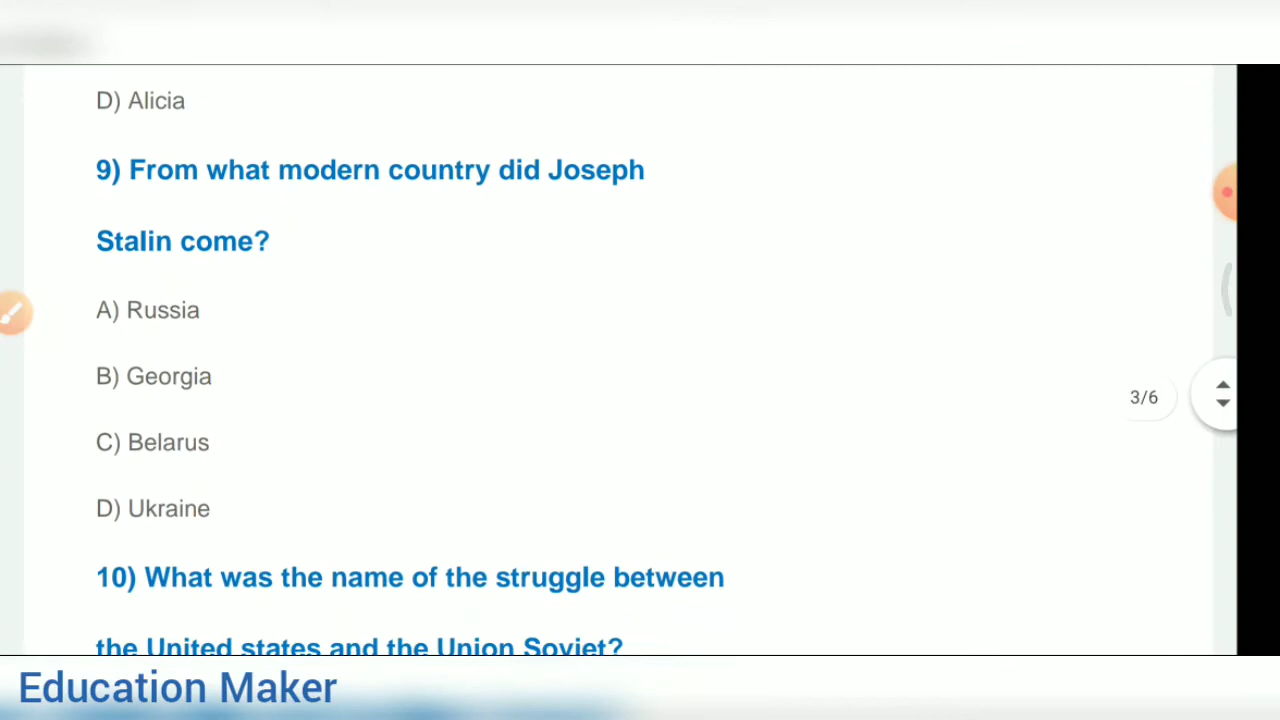 D) Alicia
9) From what modern country did Joseph
Stalin come?
A) Russia
B) Georgia
C) Belarus
D) Ukraine
3/6
10) What was the name of the struggle between
the United states and the Union Soviet?
Education Maker